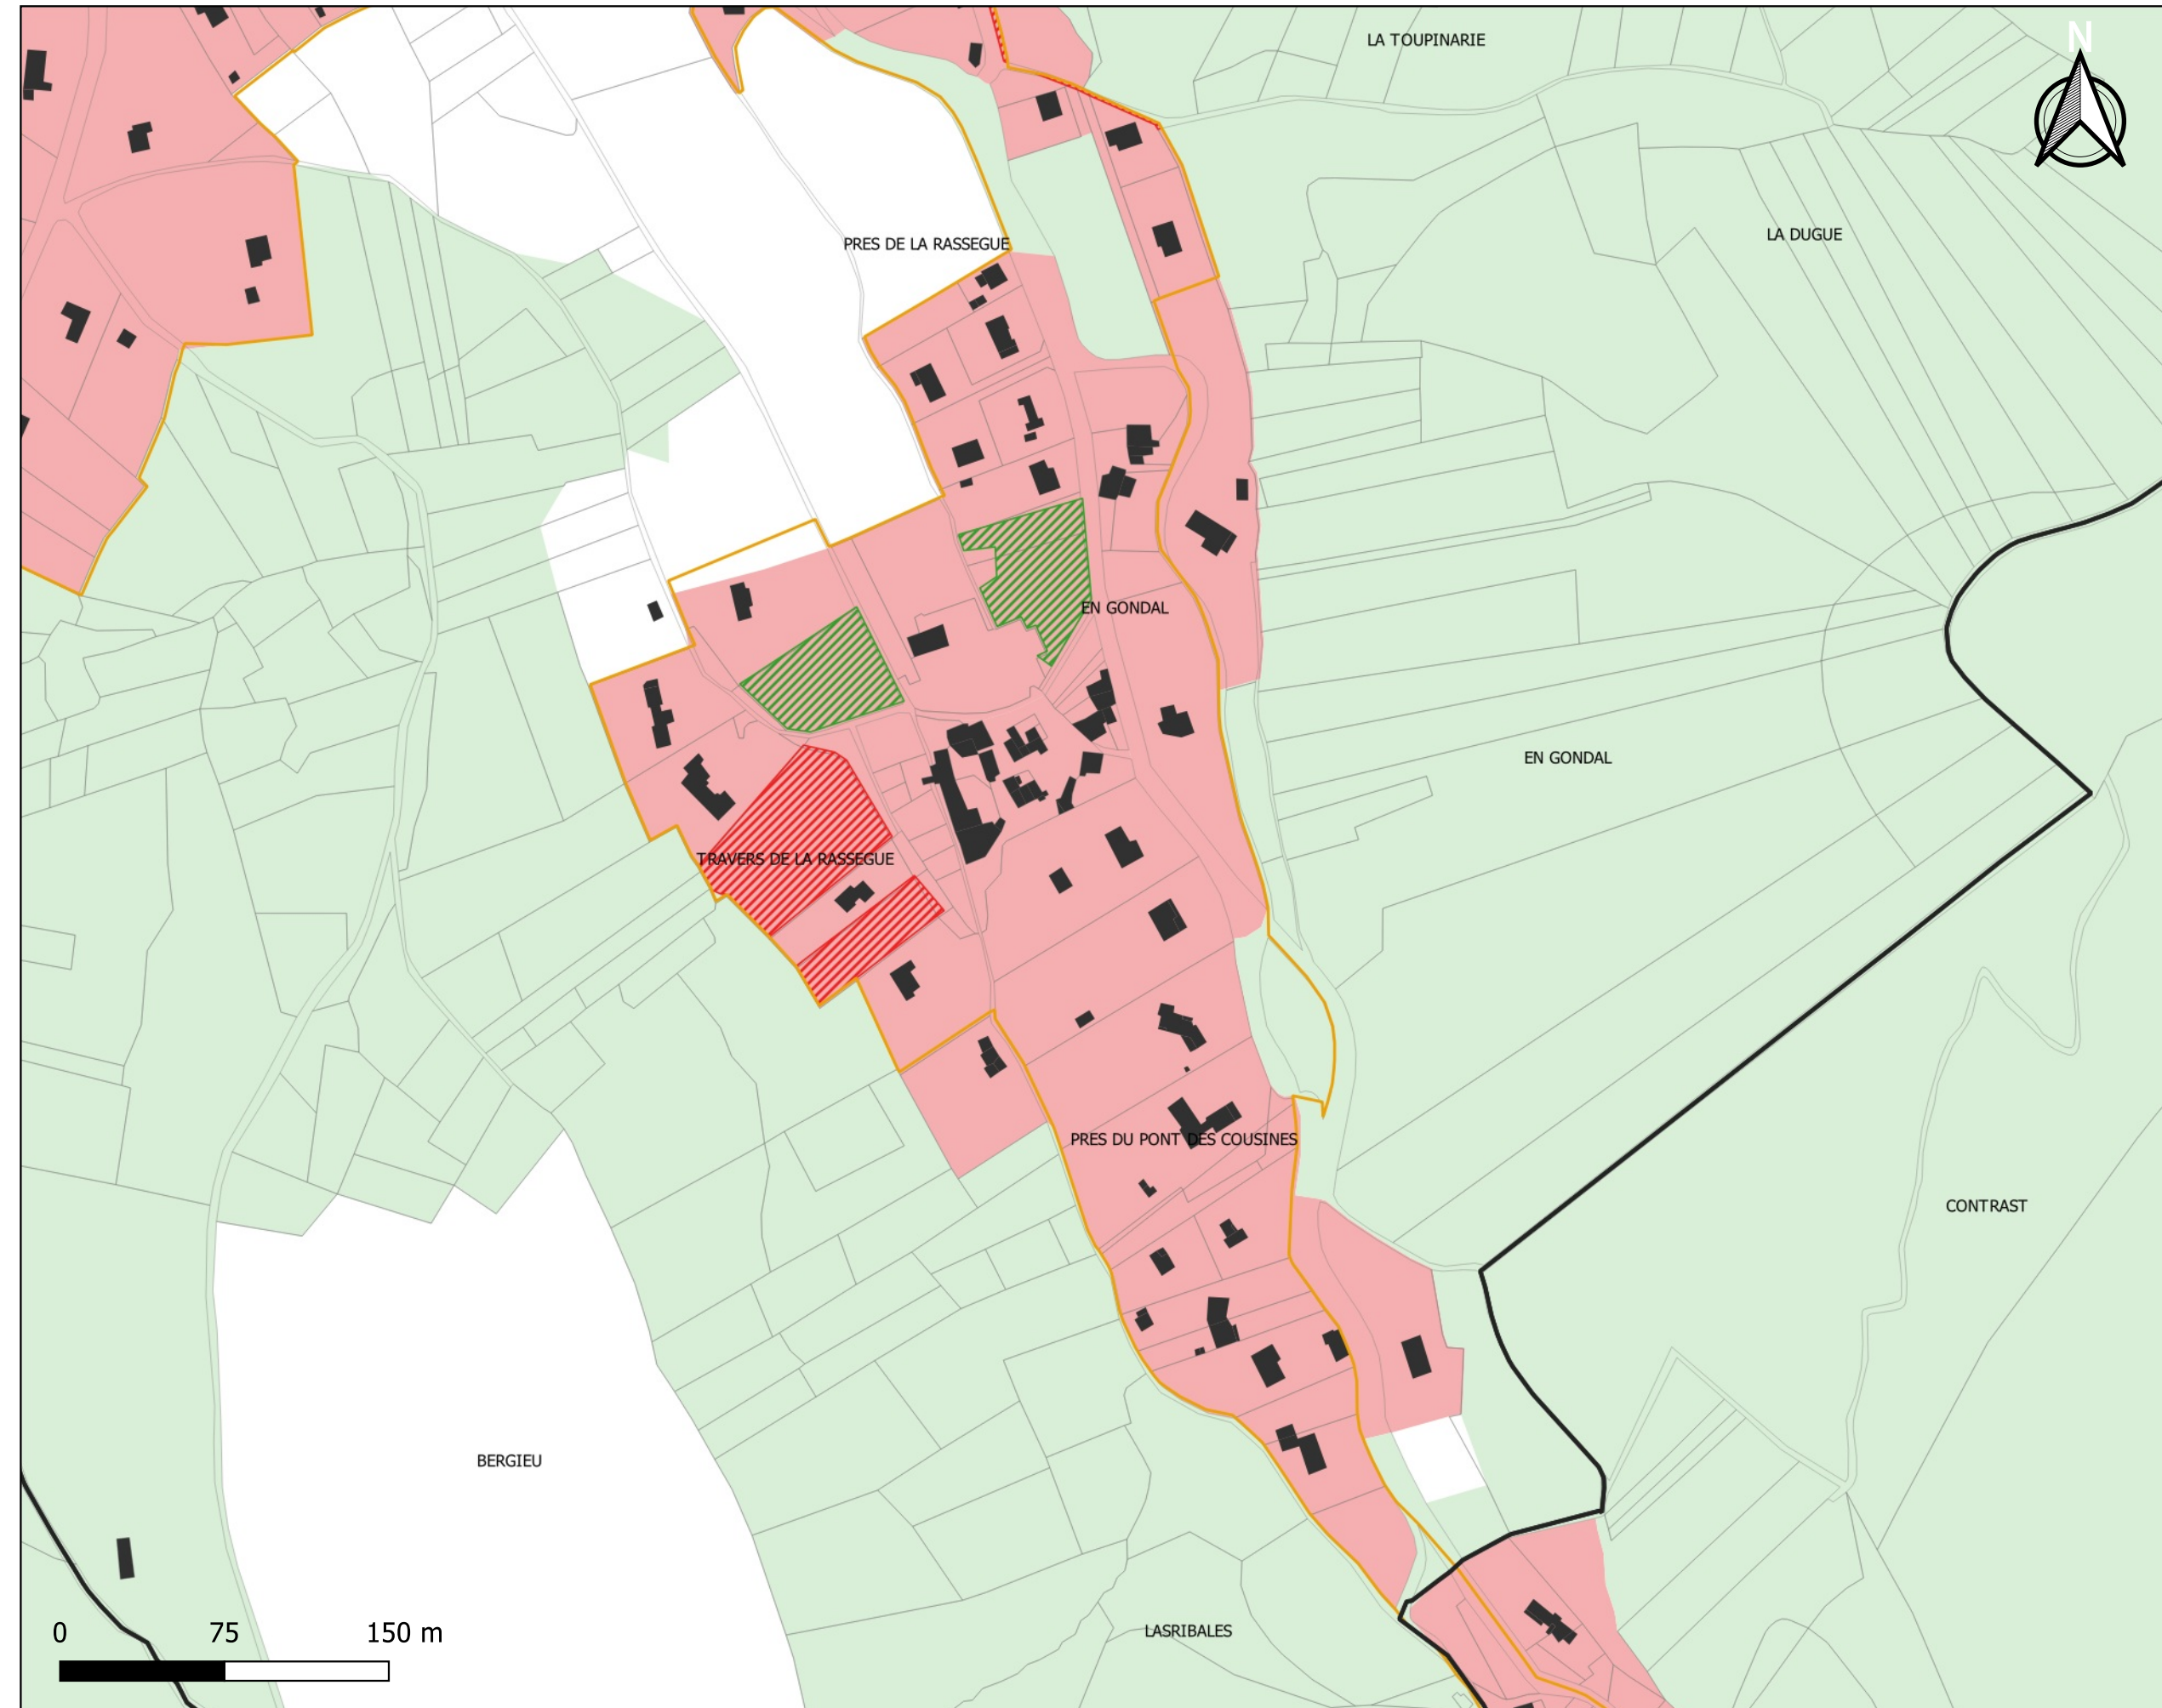 N
LA TOUPINARIE
LA DUGUE
PRES DE LA RASSEGUE
EN GONDAL
EN GONDAL
TRAVERS DE LA RASSEGUE
PRES DU PONT DES COUSINES
CONTRAST
BERGIEU
LASRIBALES
0 75 150 m